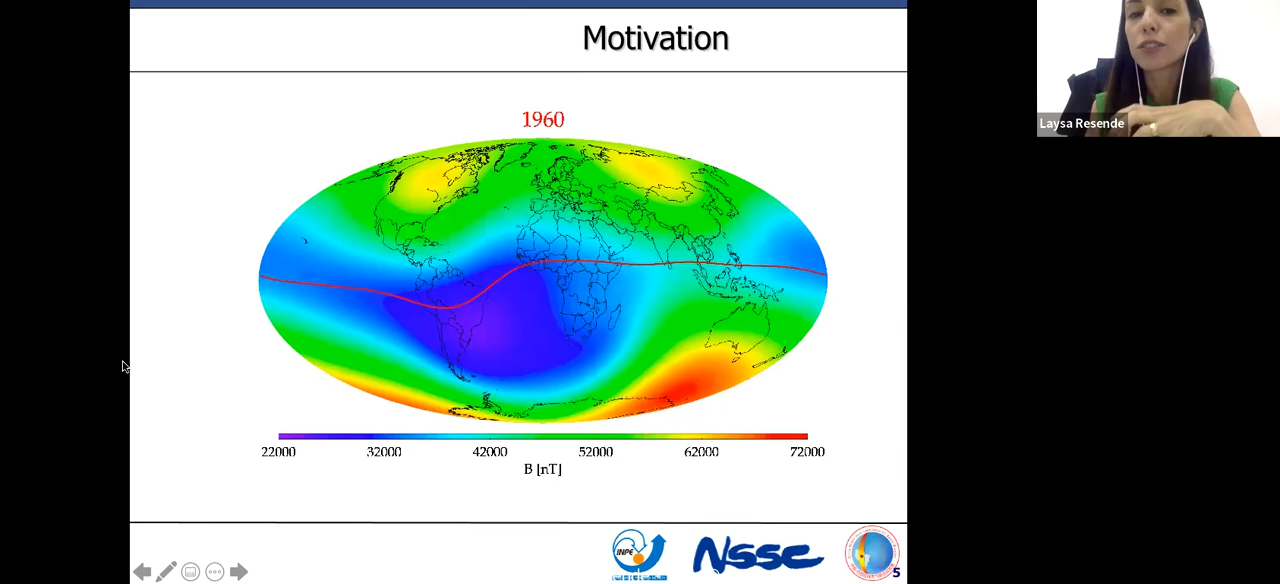 Motivation
Laysa Resende
1960
22000 32000 42000 52000 62000 72000
B [nT]
INPE
NSSC
5